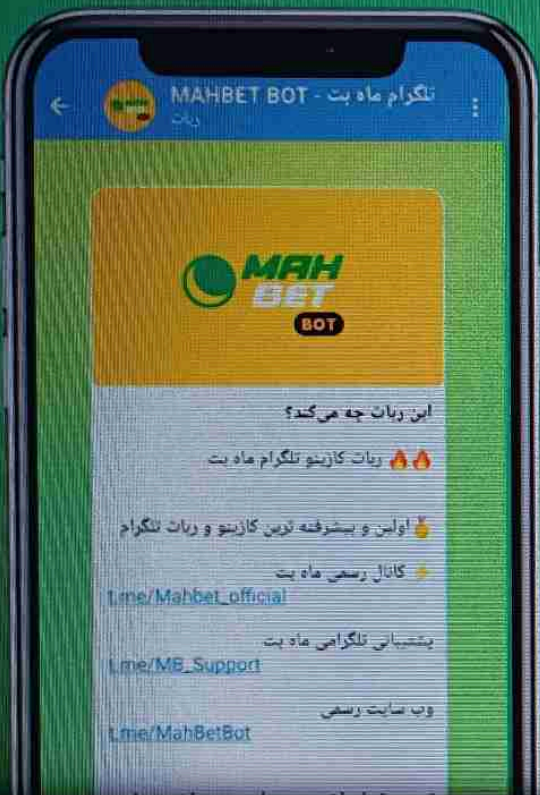 تلگرام ماه بت - MAHBET BOT
ربات
MAH
BET
BOT
این ربات چه می‌کند؟
🔥🔥 ربات کازینو تلگرام ماه بت
🥇اولین و پیشرفته ترین کازینو و ربات تلگرام
⚡ کانال رسمی ماه بت
t.me/Mahbet_official
پشتیبانی تلگرامی ماه بت
t.me/MB_Support
وب سایت رسمی
t.me/MahBetBot